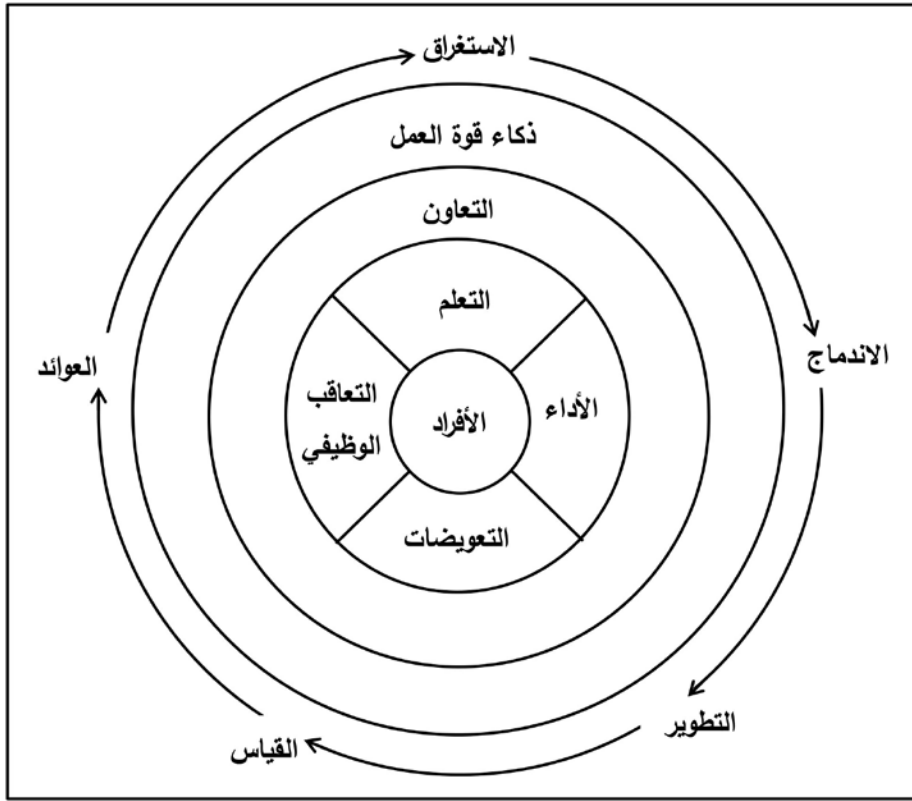 الاستغراق
ذكاء قوة العمل
التعاون
التعلم
الاندماج
العوائد
الأداء
الأفراد
التعاقب
الوظيفي
التعويضات
التطوير
القياس